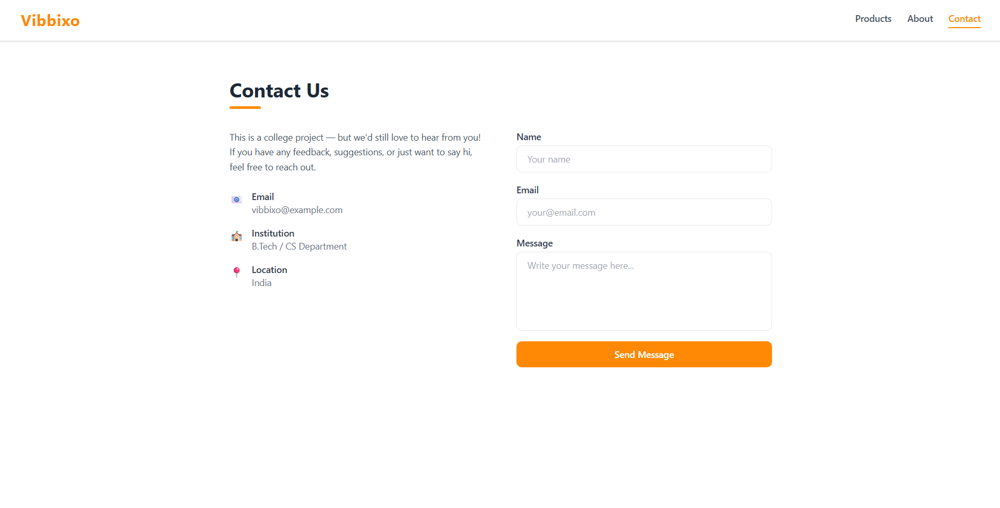 Vibbixo
Products
About
Contact
Contact Us
This is a college project — but we'd still love to hear from you!
If you have any feedback, suggestions, or just want to say hi,
feel free to reach out.
Email
vibbixo@example.com
Institution
B.Tech / CS Department
Location
India
Name
Your name
Email
your@email.com
Message
Write your message here...
Send Message